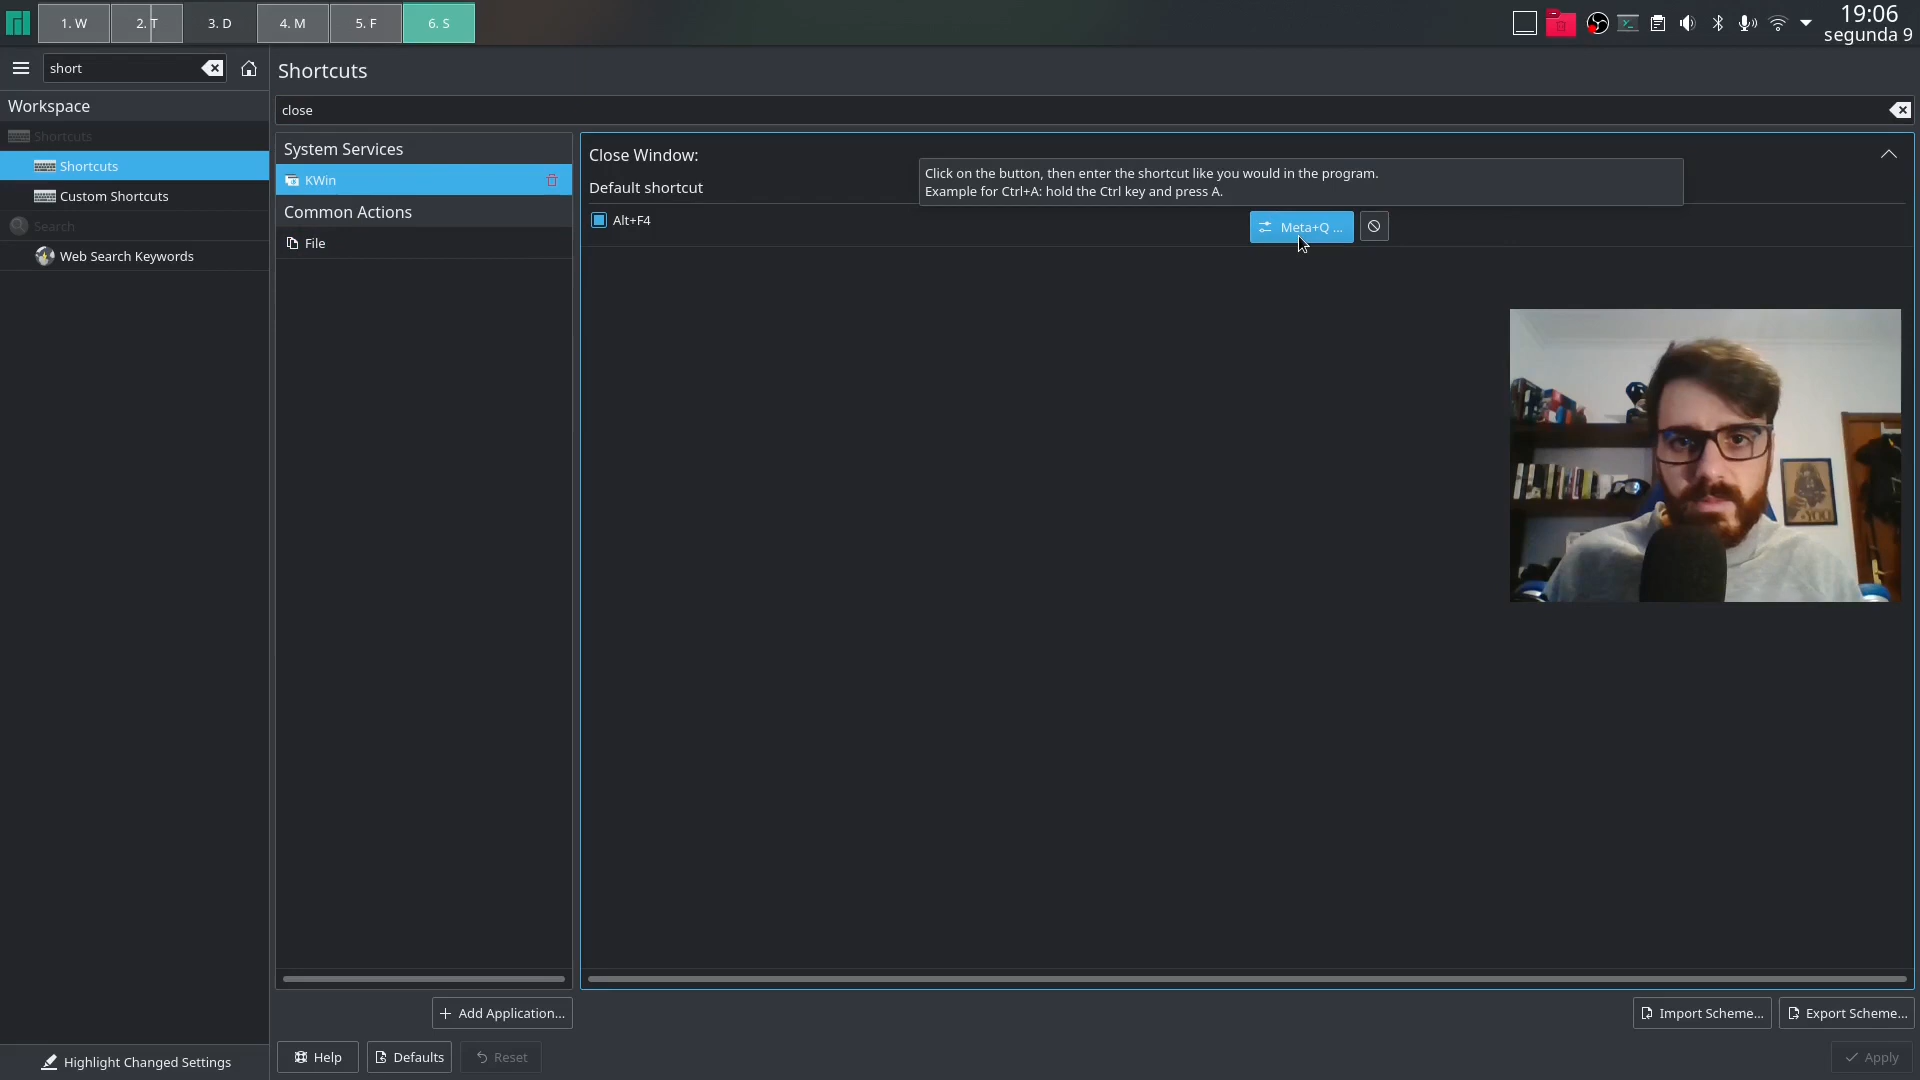 1. W
2. T
3. D
4. M
5. F
6. S
19:06
segunda 9
short
Workspace
Shortcuts
Shortcuts
Custom Shortcuts
Search
Web Search Keywords
Highlight Changed Settings
Shortcuts
close
System Services
KWin
Common Actions
File
Close Window:
Default shortcut
Alt+F4
Click on the button, then enter the shortcut like you would in the program.
Example for Ctrl+A: hold the Ctrl key and press A.
Meta+Q ...
YOU
Add Application...
Import Scheme...
Export Scheme...
Help
Defaults
Reset
Apply